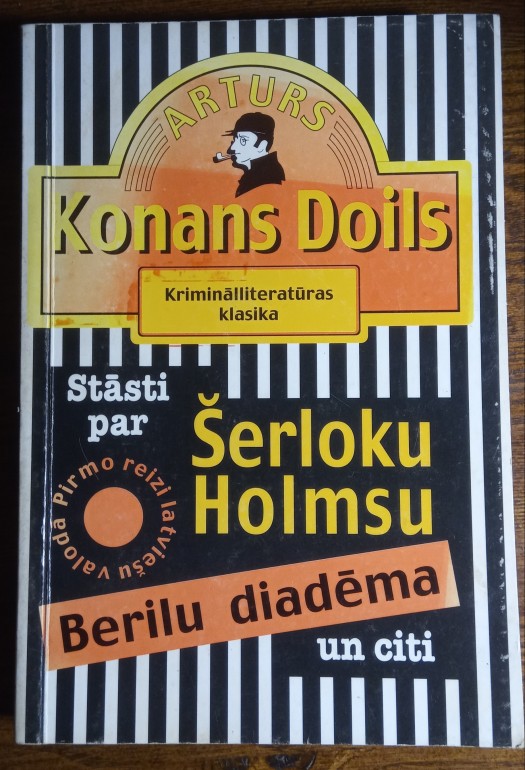 ARTURS
Konans Doils
Kriminālliteratūras
klasika
Stāsti
par
Šerloku
Holmsu
Pirmo reizi latviešu valodā
Berilu diadēma
un citi